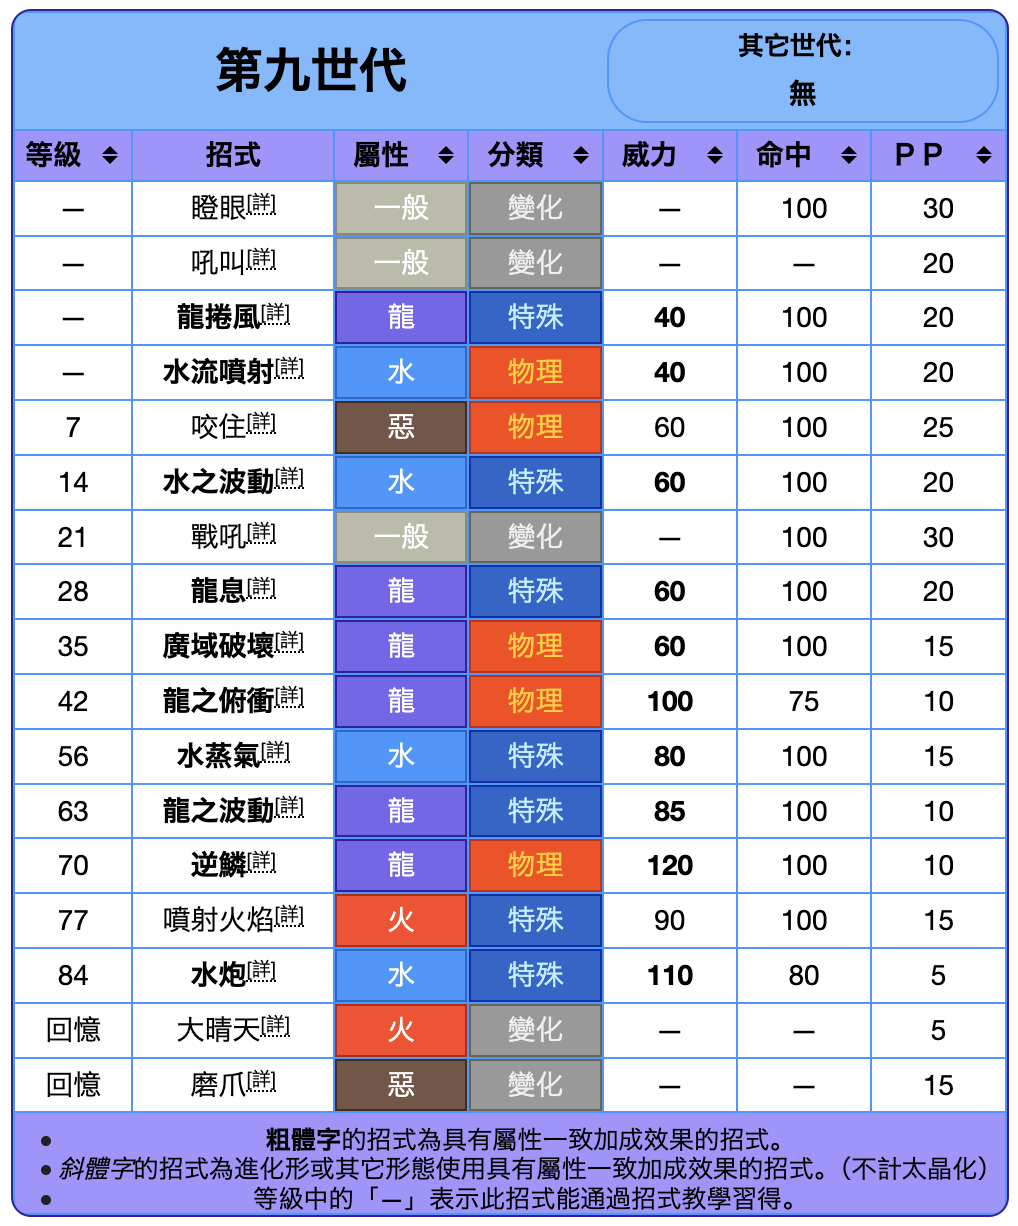 第九世代
其它世代：
無
等級 招式 屬性 分類 威力 命中 ＰＰ
— 瞪眼[詳] 一般 變化 — 100 30
— 吼叫[詳] 一般 變化 — — 20
— 龍捲風[詳] 龍 特殊 40 100 20
— 水流噴射[詳] 水 物理 40 100 20
7 咬住[詳] 惡 物理 60 100 25
14 水之波動[詳] 水 特殊 60 100 20
21 戰吼[詳] 一般 變化 — 100 30
28 龍息[詳] 龍 特殊 60 100 20
35 廣域破壞[詳] 龍 物理 60 100 15
42 龍之俯衝[詳] 龍 物理 100 75 10
56 水蒸氣[詳] 水 特殊 80 100 15
63 龍之波動[詳] 龍 特殊 85 100 10
70 逆鱗[詳] 龍 物理 120 100 10
77 噴射火焰[詳] 火 特殊 90 100 15
84 水炮[詳] 水 特殊 110 80 5
回憶 大晴天[詳] 火 變化 — — 5
回憶 磨爪[詳] 惡 變化 — — 15
• 粗體字的招式為具有屬性一致加成效果的招式。
• 斜體字的招式為進化形或其它形態使用具有屬性一致加成效果的招式。（不計太晶化）
• 等級中的「—」表示此招式能通過招式教學習得。